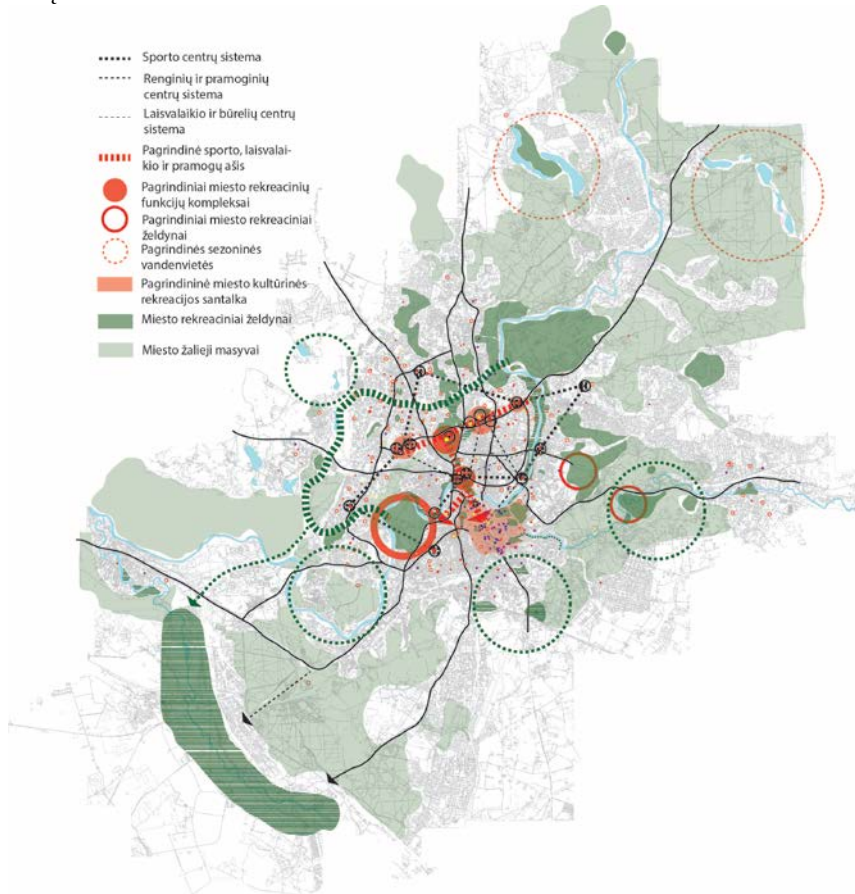 Sporto centrų sistema
Renginių ir pramoginių
centrų sistema
Laisvalaikio ir būrelių centrų
sistema
Pagrindinė sporto, laisvalai-
kio ir pramogų ašis
Pagrindiniai miesto rekreacinių
funkcijų kompleksai
Pagrindiniai miesto rekreaciniai
želdynai
Pagrindinės sezoninės
vandenvietės
Pagrindininė miesto kultūrinės
rekreacijos santalka
Miesto rekreaciniai želdynai
Miesto žalieji masyvai